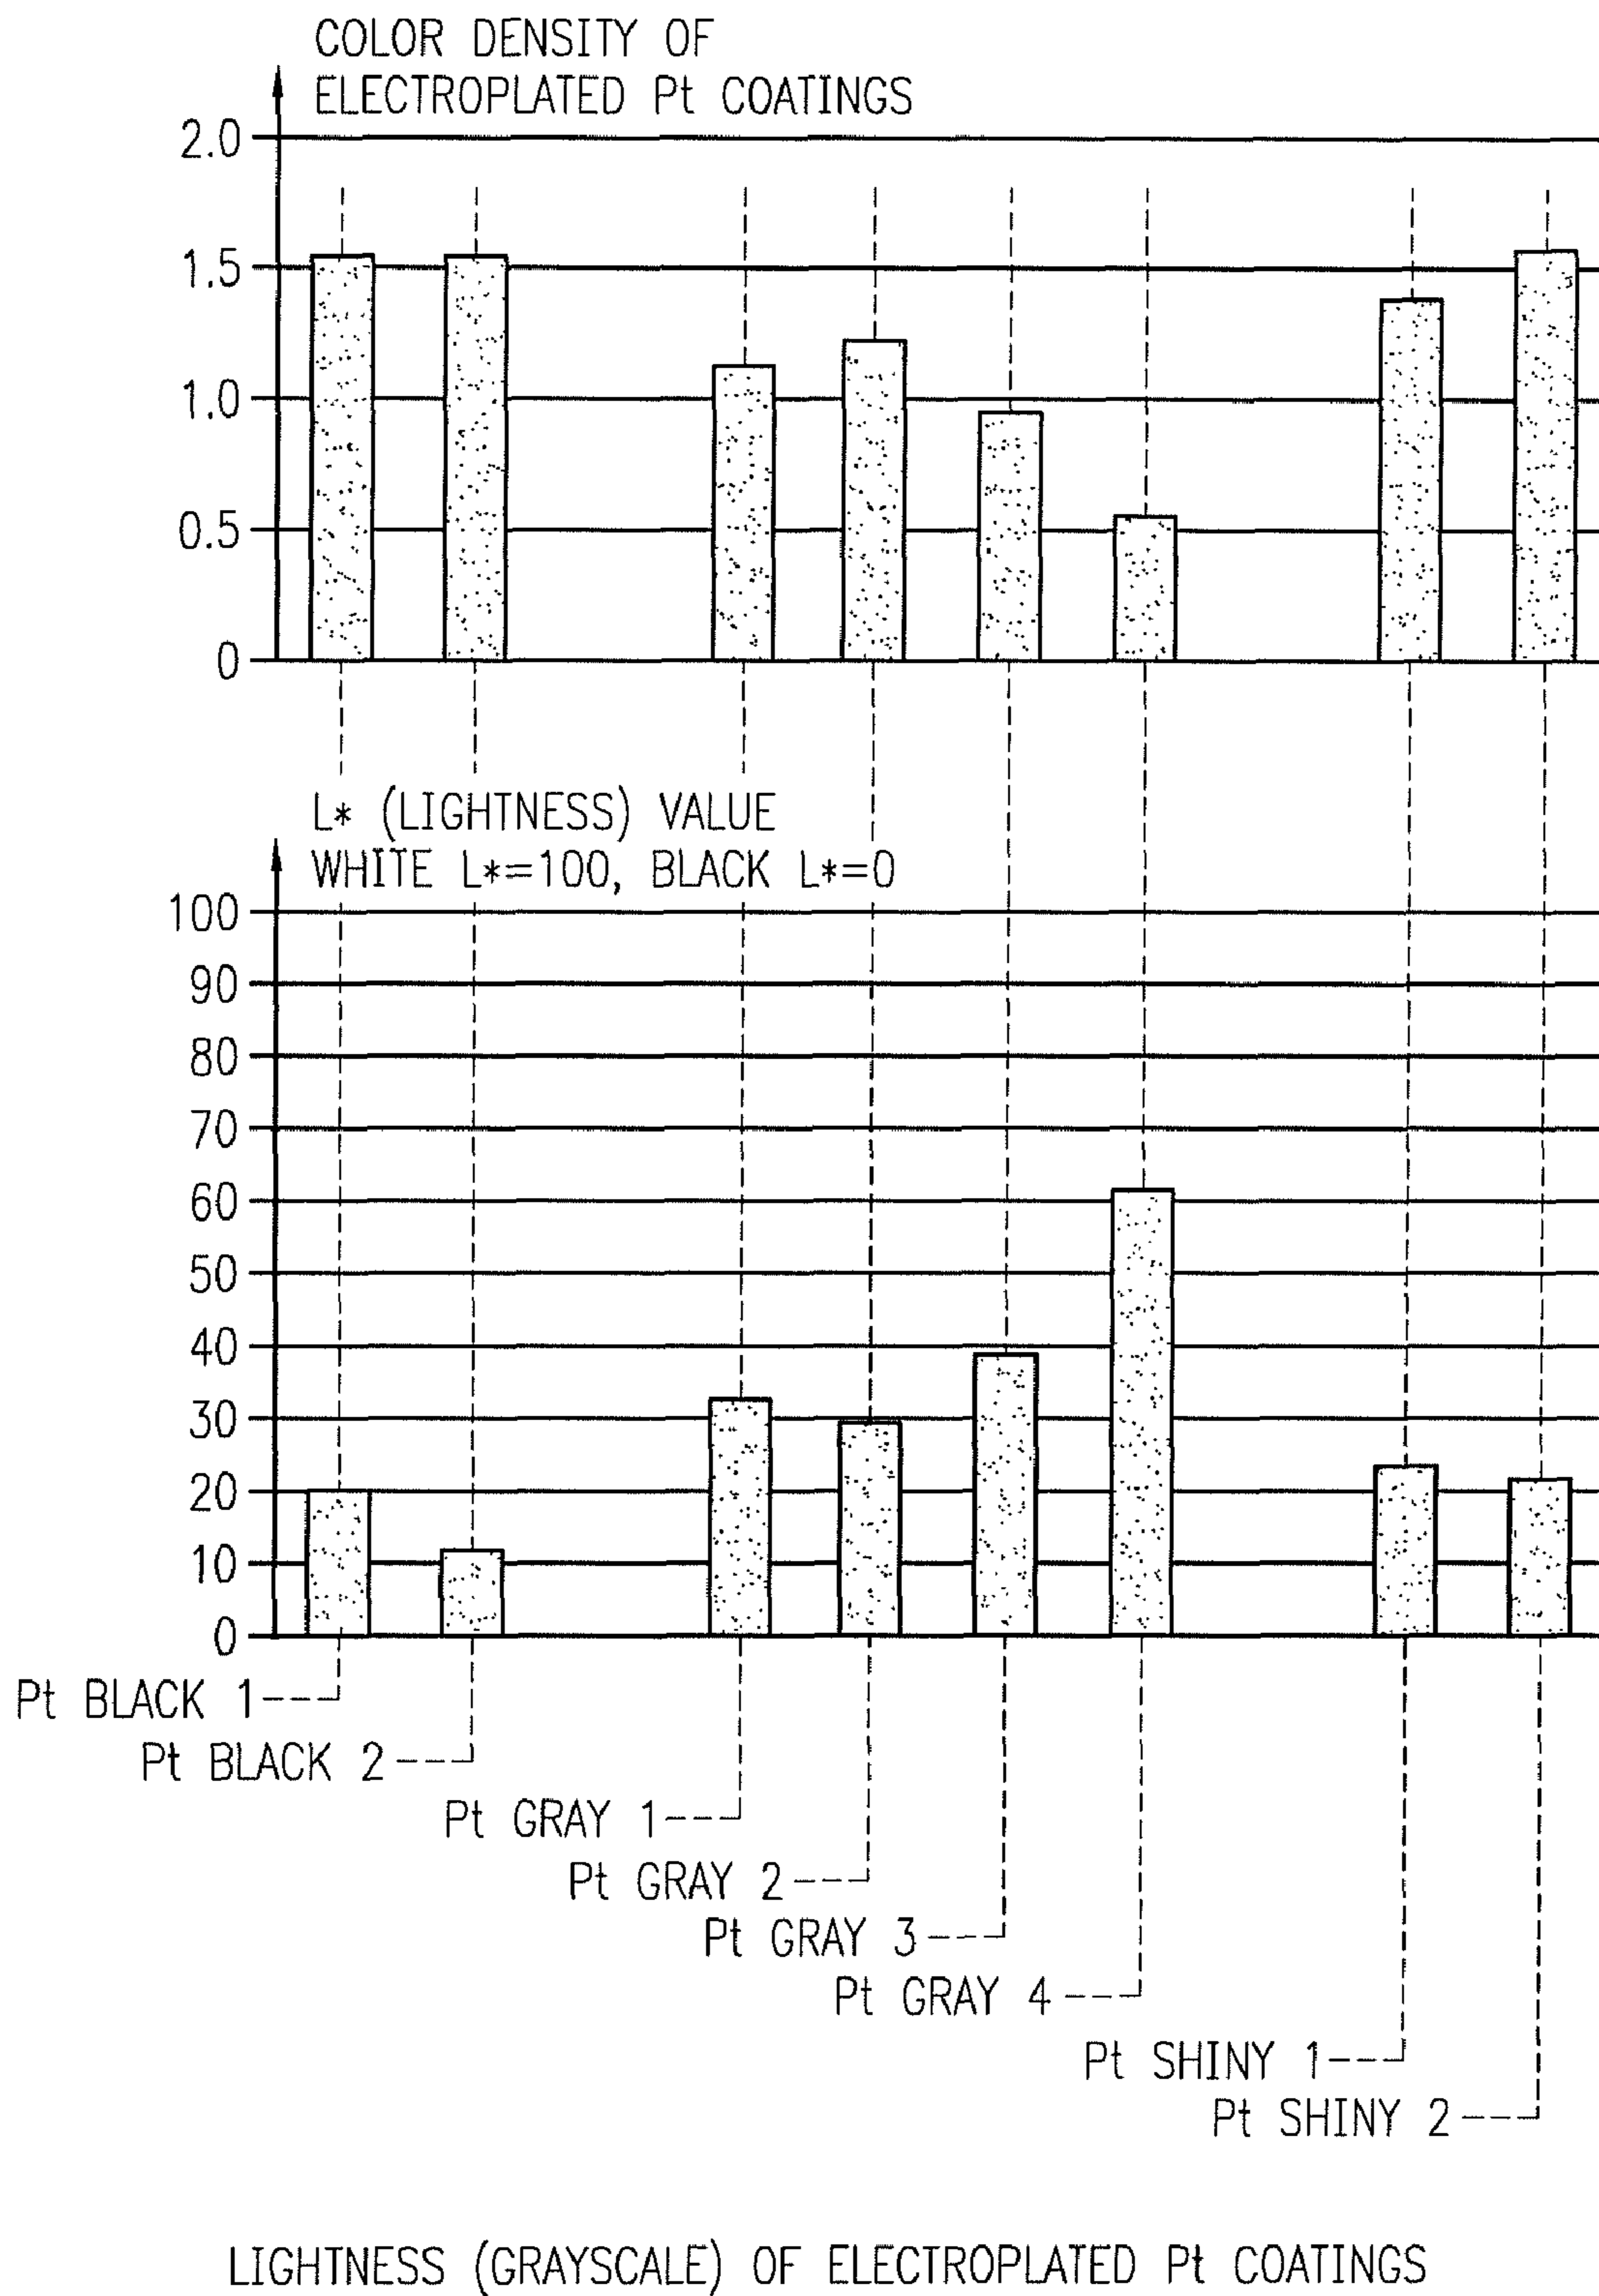 COLOR DENSITY OF
ELECTROPLATED Pt COATINGS
2.0
1.5
1.0
0.5
0
L* (LIGHTNESS) VALUE
WHITE L*=100, BLACK L*=0
100
90
80
70
60
50
40
30
20
10
0
Pt BLACK 1
Pt BLACK 2
Pt GRAY 1
Pt GRAY 2
Pt GRAY 3
Pt GRAY 4
Pt SHINY 1
Pt SHINY 2
LIGHTNESS (GRAYSCALE) OF ELECTROPLATED Pt COATINGS